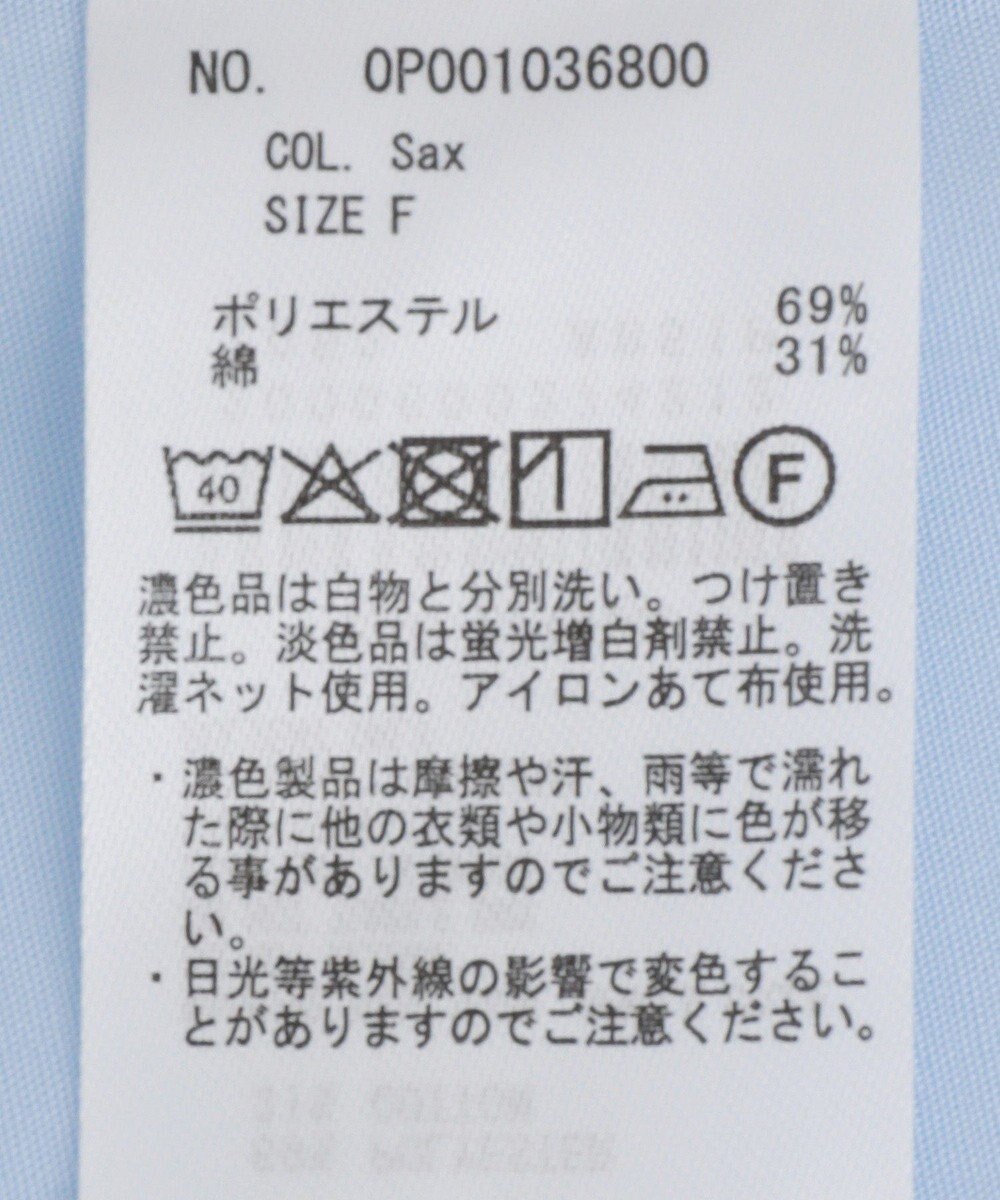 NO. OP001036800
COL. Sax
SIZE F
ポリエステル 69%
綿 31%
40 F
濃色品は白物と分別洗い。つけ置き
禁止。淡色品は蛍光増白剤禁止。洗
濯ネット使用。アイロンあて布使用。
・濃色製品は摩擦や汗、雨等で濡れ
た際に他の衣類や小物類に色が移
る事がありますのでご注意くださ
い。
・日光等紫外線の影響で変色するこ
とがありますのでご注意ください。